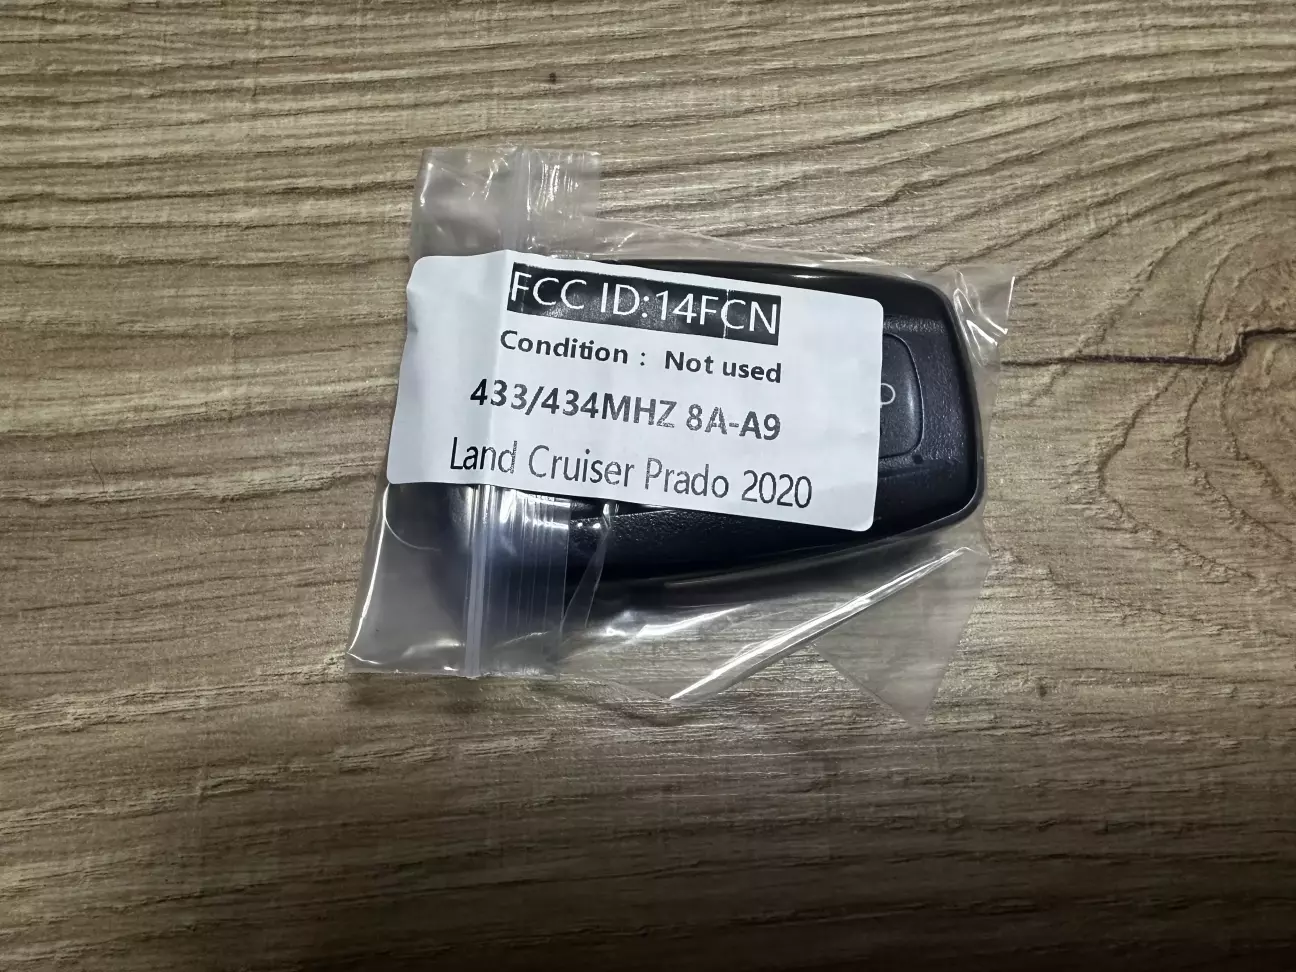 FCC ID:14FCN
Condition : Not used
433/434MHZ 8A-A9
Land Cruiser Prado 2020